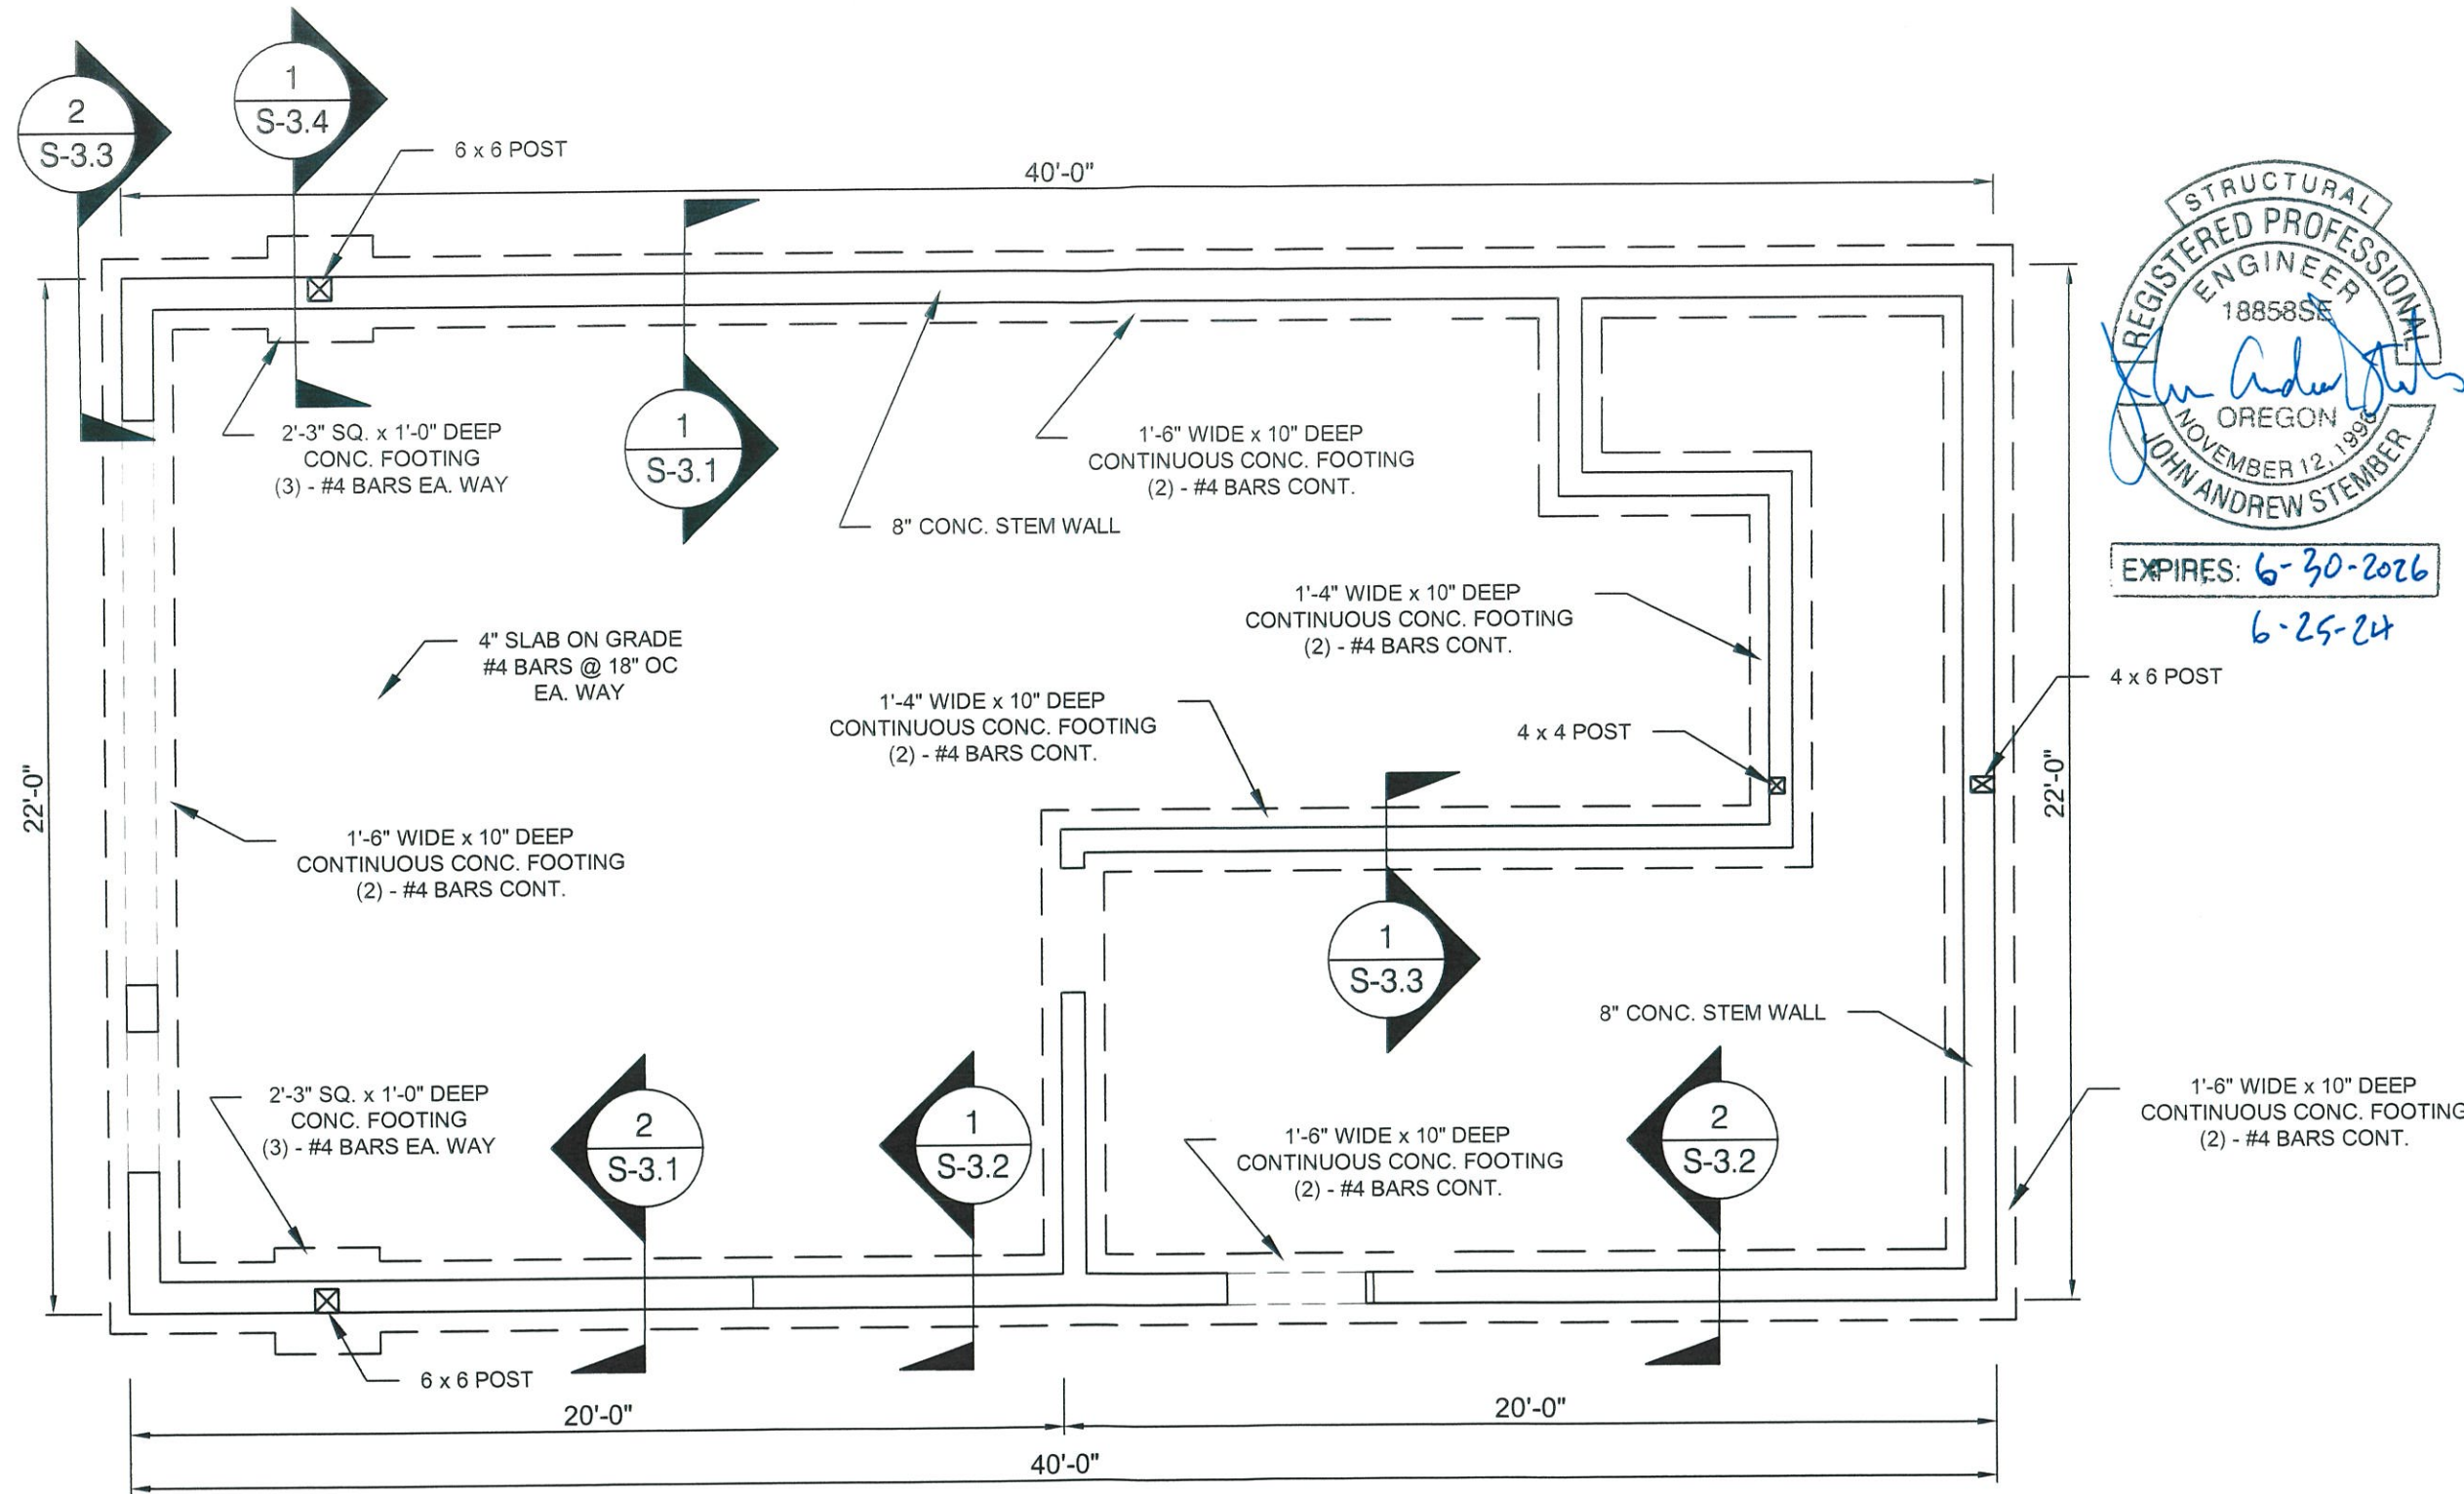 2
S-3.3
1
S-3.4
6 x 6 POST
40'-0"
STRUCTURAL
REGISTERED PROFESSIONAL
ENGINEER
18858SE
OREGON
NOVEMBER 12, 1996
JOHN ANDREW STEMBER
EXPIRES: 6-30-2026
6-25-24
2'-3" SQ. x 1'-0" DEEP
CONC. FOOTING
(3) - #4 BARS EA. WAY
1
S-3.1
1'-6" WIDE x 10" DEEP
CONTINUOUS CONC. FOOTING
(2) - #4 BARS CONT.
8" CONC. STEM WALL
1'-4" WIDE x 10" DEEP
CONTINUOUS CONC. FOOTING
(2) - #4 BARS CONT.
4" SLAB ON GRADE
#4 BARS @ 18" OC
EA. WAY
1'-4" WIDE x 10" DEEP
CONTINUOUS CONC. FOOTING
(2) - #4 BARS CONT.
4 x 4 POST
4 x 6 POST
22'-0"
22'-0"
1'-6" WIDE x 10" DEEP
CONTINUOUS CONC. FOOTING
(2) - #4 BARS CONT.
1
S-3.3
8" CONC. STEM WALL
2'-3" SQ. x 1'-0" DEEP
CONC. FOOTING
(3) - #4 BARS EA. WAY
2
S-3.1
1
S-3.2
1'-6" WIDE x 10" DEEP
CONTINUOUS CONC. FOOTING
(2) - #4 BARS CONT.
2
S-3.2
1'-6" WIDE x 10" DEEP
CONTINUOUS CONC. FOOTING
(2) - #4 BARS CONT.
6 x 6 POST
20'-0"
20'-0"
40'-0"